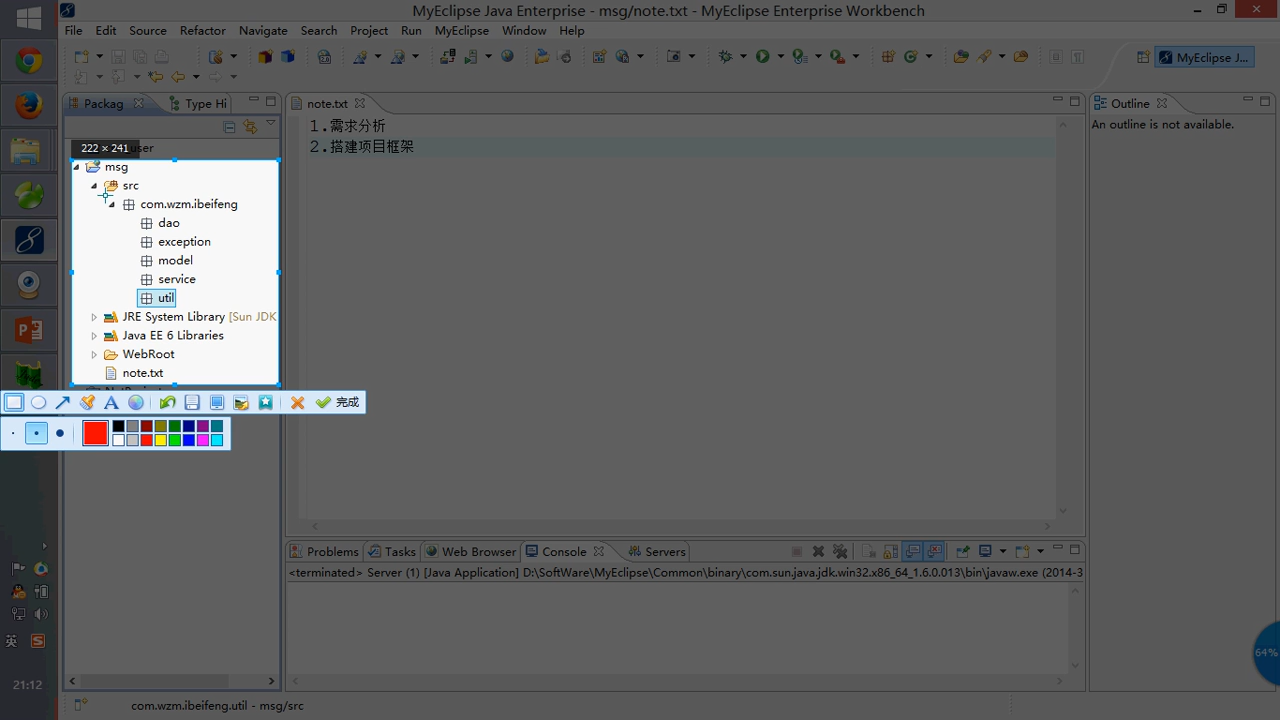 MyEclipse Java Enterprise - msg/note.txt - MyEclipse Enterprise Workbench
File Edit Source Refactor Navigate Search Project Run MyEclipse Window Help
MyEclipse J...
Packag
Type Hi
note.txt
Outline
An outline is not available.
1.需求分析
2.搭建项目框架
222 × 241
user
msg
src
com.wzm.ibeifeng
dao
exception
model
service
util
JRE System Library [Sun JDK
Java EE 6 Libraries
WebRoot
note.txt
完成
Problems Tasks Web Browser Console Servers
<terminated> Server (1) [Java Application] D:\SoftWare\MyEclipse\Common\binary\com.sun.java.jdk.win32.x86_64_1.6.0.013\bin\javaw.exe (2014-3
英
64%
21:12
com.wzm.ibeifeng.util - msg/src